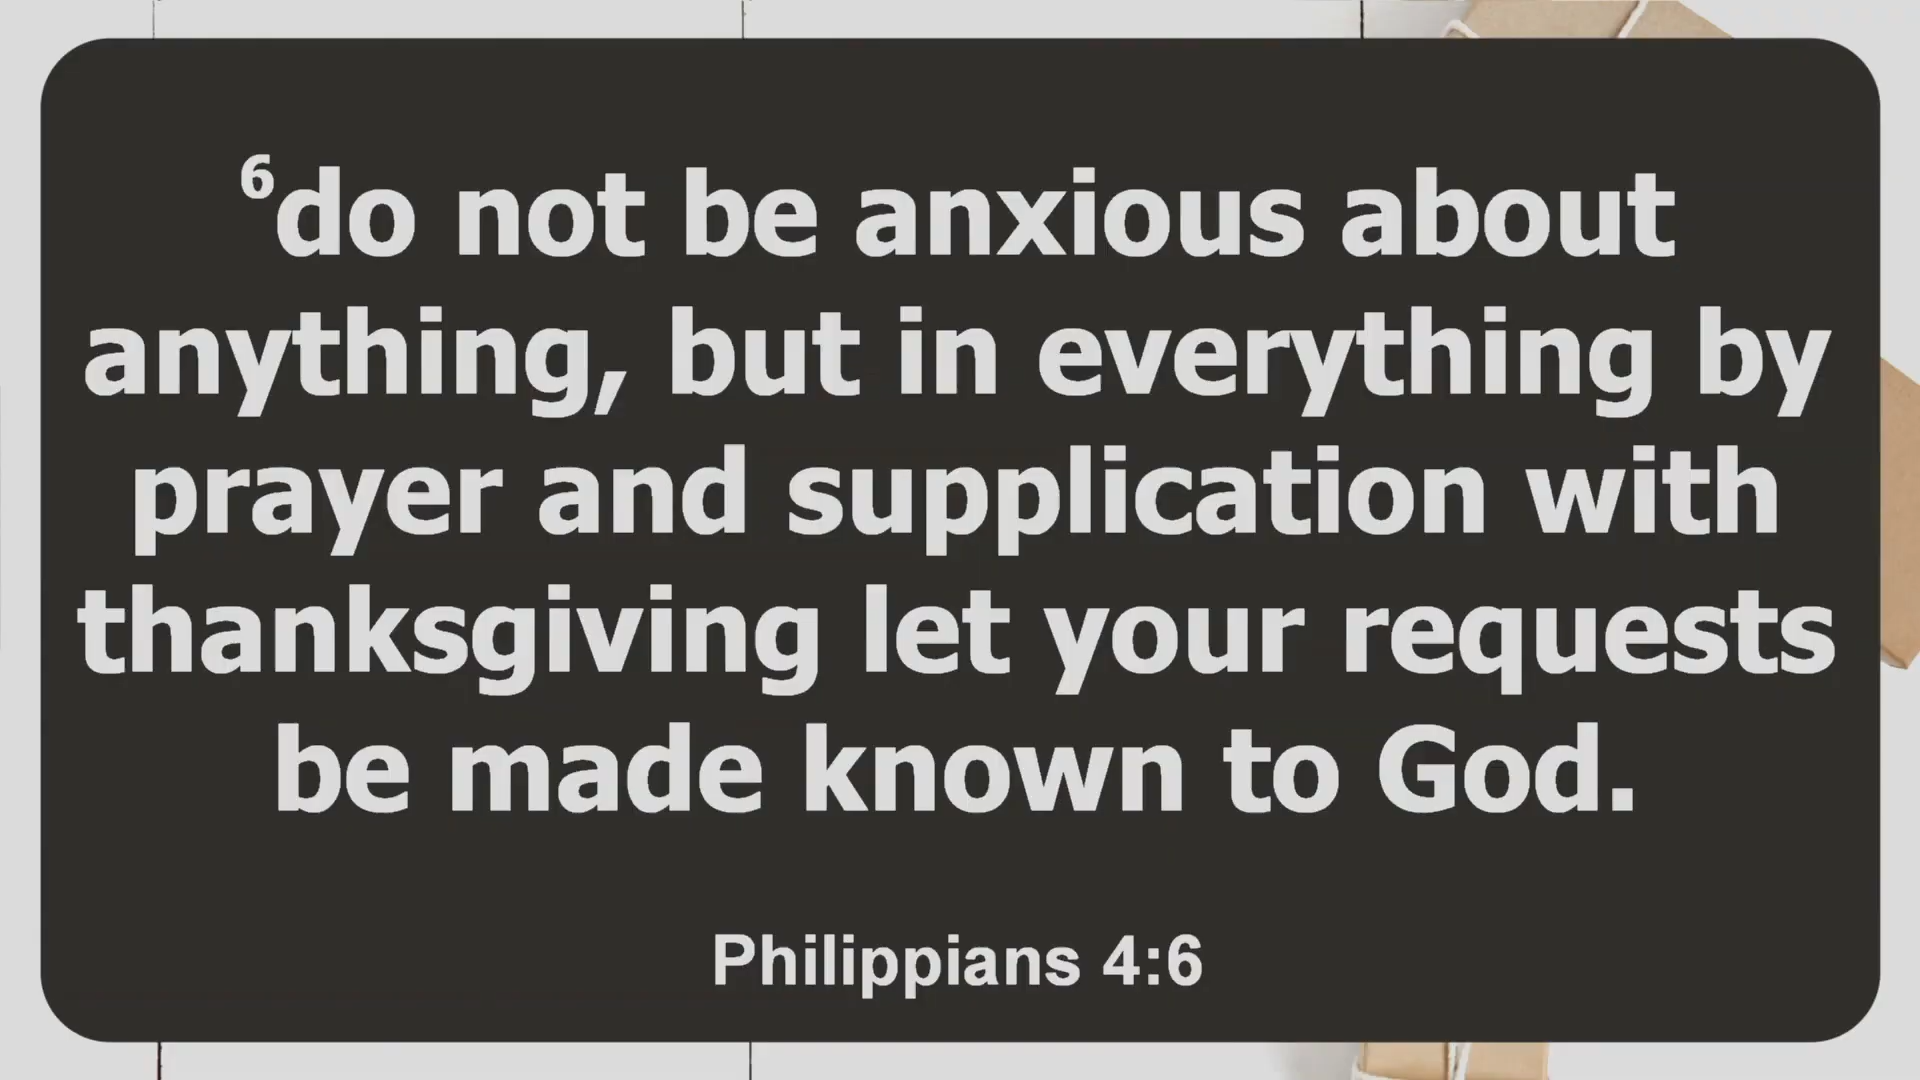 ⁶do not be anxious about
anything, but in everything by
prayer and supplication with
thanksgiving let your requests
be made known to God.
Philippians 4:6